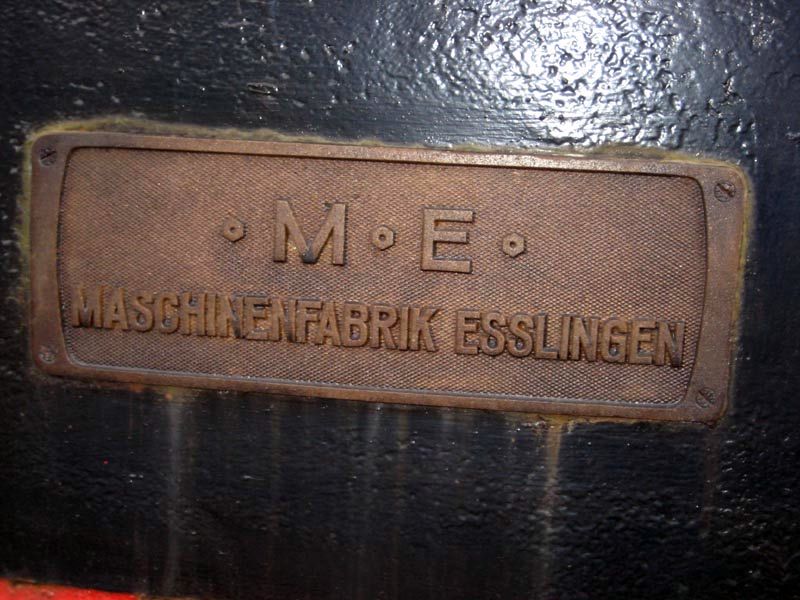 · M · E ·
MASCHINENFABRIK ESSLINGEN